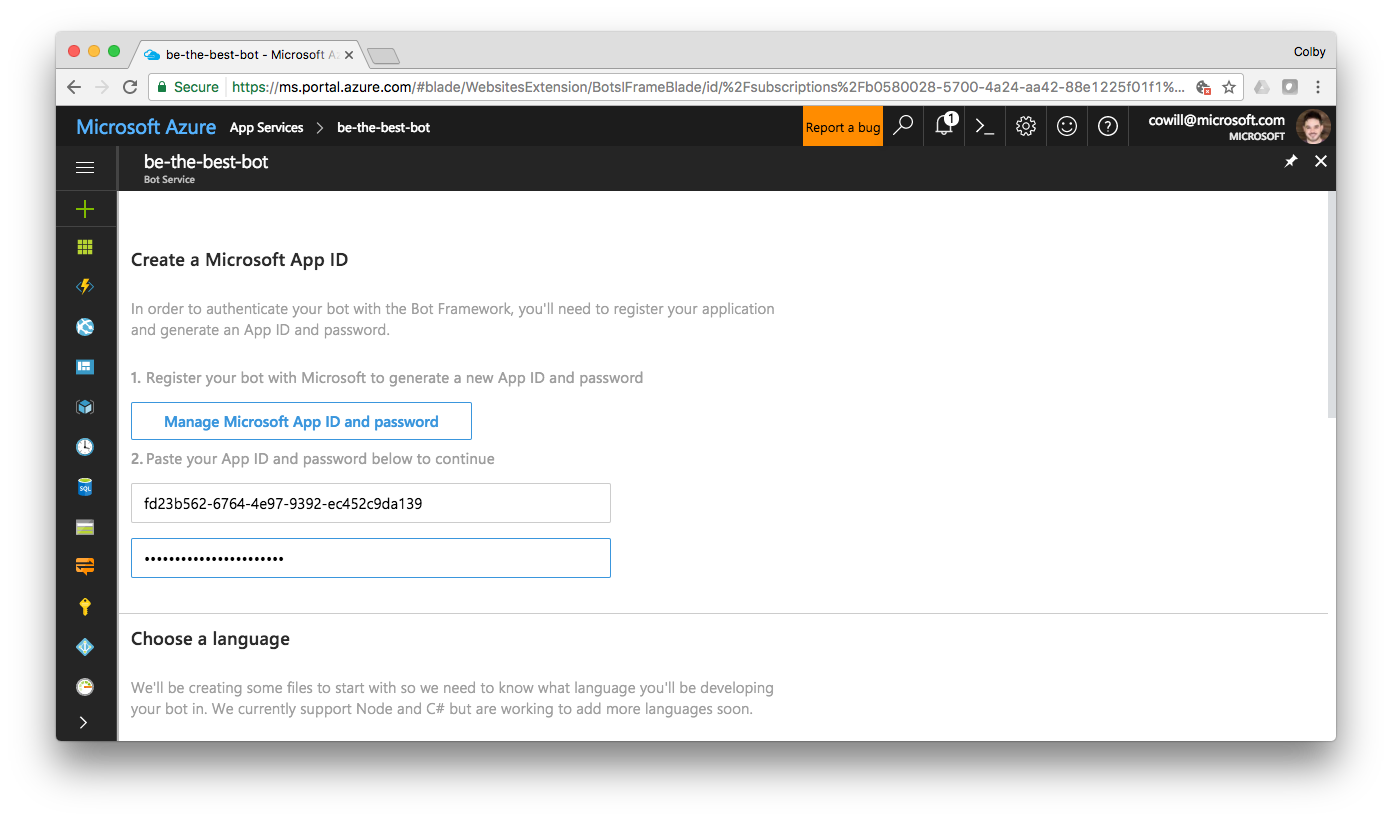 be-the-best-bot - Microsoft A
Colby
Secure
https://ms.portal.azure.com/#blade/WebsitesExtension/BotsIFrameBlade/id/%2Fsubscriptions%2Fb0580028-5700-4a24-aa42-88e1225f01f1%...
Microsoft Azure App Services > be-the-best-bot
Report a bug
1
cowill@microsoft.com
MICROSOFT
be-the-best-bot
Bot Service
Create a Microsoft App ID
In order to authenticate your bot with the Bot Framework, you'll need to register your application
and generate an App ID and password.
1. Register your bot with Microsoft to generate a new App ID and password
Manage Microsoft App ID and password
2. Paste your App ID and password below to continue
fd23b562-6764-4e97-9392-ec452c9da139
•••••••••••••••••••••••
SQL
Choose a language
We'll be creating some files to start with so we need to know what language you'll be developing
your bot in. We currently support Node and C# but are working to add more languages soon.